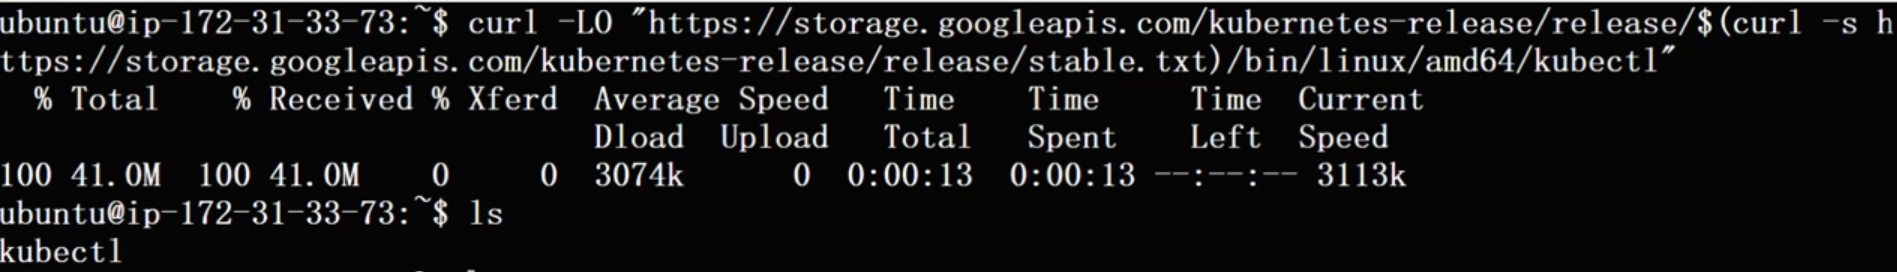 ubuntu@ip-172-31-33-73:~$ curl -LO "https://storage.googleapis.com/kubernetes-release/release/$(curl -s h
ttps://storage.googleapis.com/kubernetes-release/release/stable.txt)/bin/linux/amd64/kubectl"
% Total % Received % Xferd Average Speed Time Time Time Current
Dload Upload Total Spent Left Speed
100 41.0M 100 41.0M 0 0 3074k 0 0:00:13 0:00:13 --:--:-- 3113k
ubuntu@ip-172-31-33-73:~$ ls
kubectl